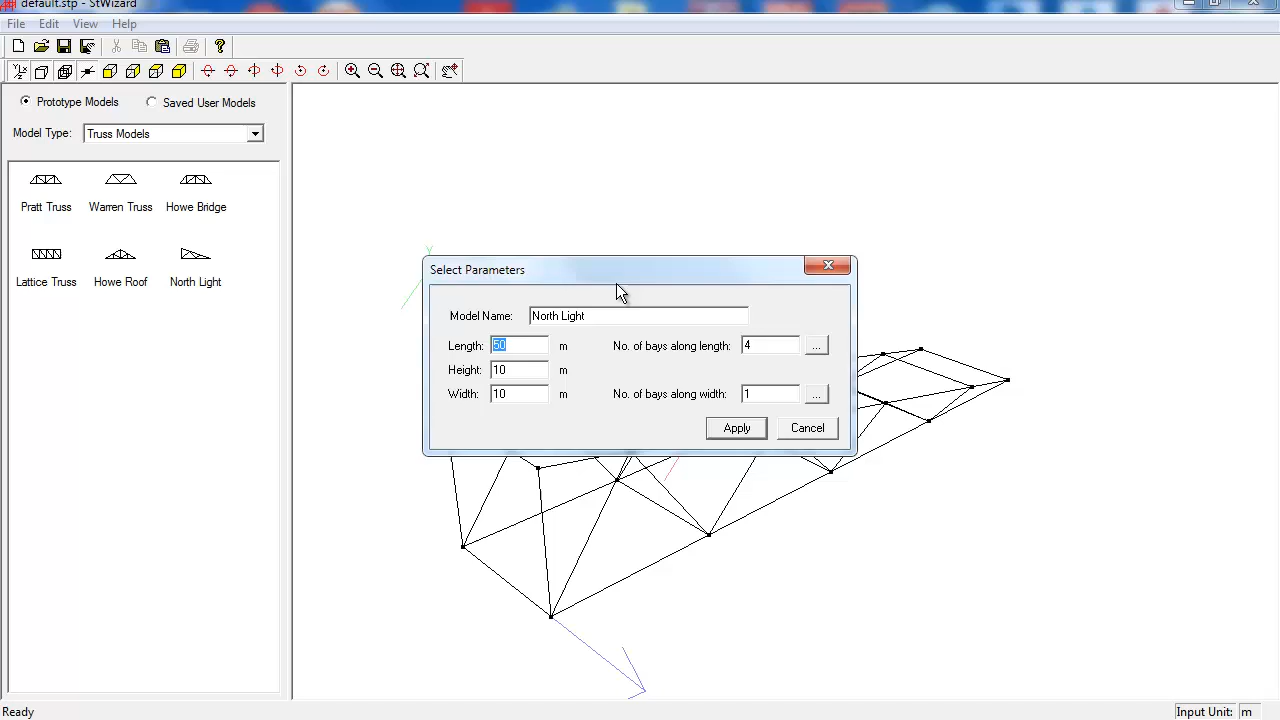 default.stp - StWizard
File Edit View Help
Prototype Models Saved User Models
Model Type: Truss Models
Pratt Truss Warren Truss Howe Bridge
Lattice Truss Howe Roof North Light
Y
Select Parameters
Model Name: North Light
Length: 50 m No. of bays along length: 4 ...
Height: 10 m
Width: 10 m No. of bays along width: 1 ...
Apply Cancel
Ready Input Unit: m